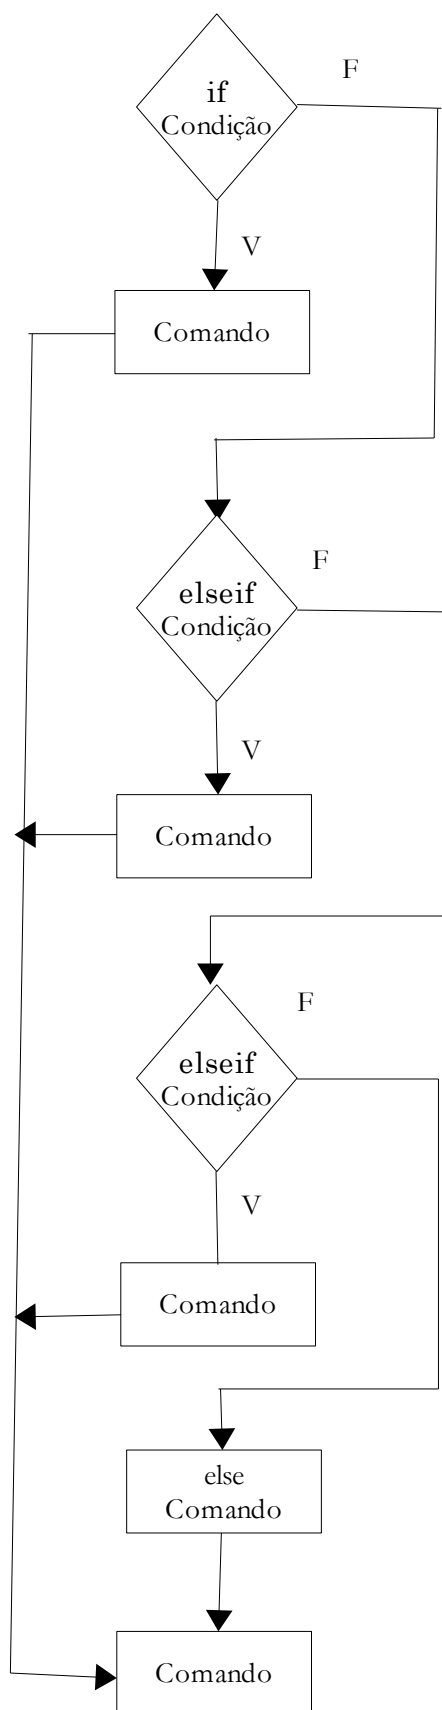 F
if
Condição
V
Comando
F
elseif
Condição
V
Comando
F
elseif
Condição
V
Comando
else
Comando
Comando